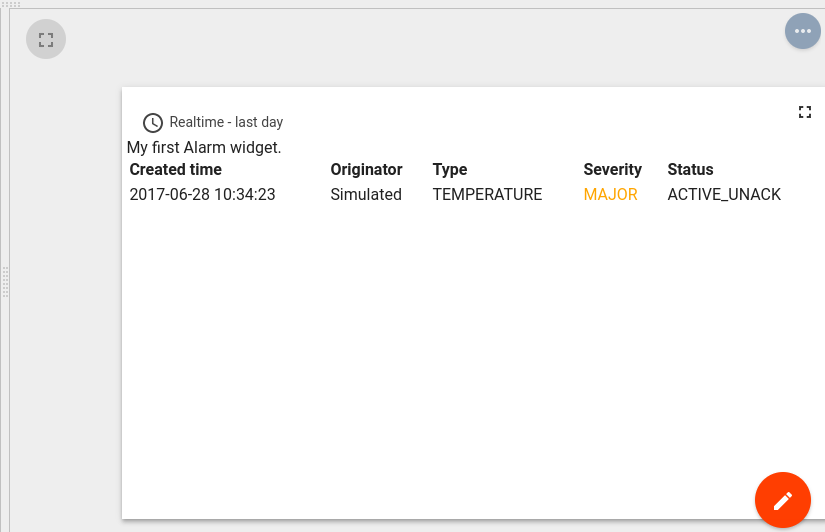 Realtime - last day
My first Alarm widget.
Created time Originator Type Severity Status
2017-06-28 10:34:23 Simulated TEMPERATURE MAJOR ACTIVE_UNACK